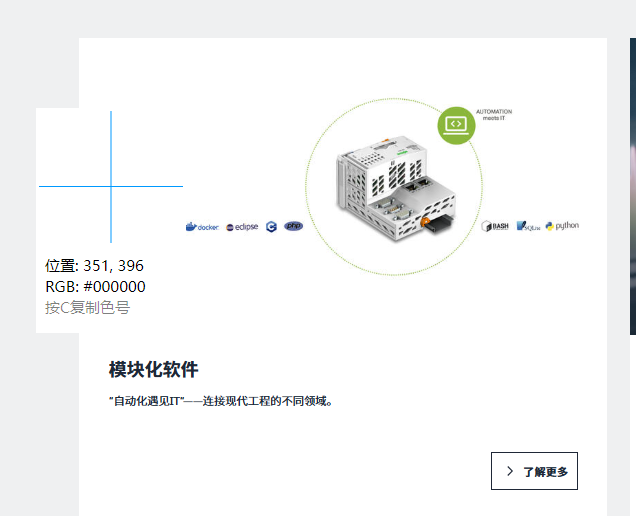 AUTOMATION
meets IT
docker
eclipse
C
php
BASH
SQLite
python
位置: 351, 396
RGB: #000000
按C复制色号
模块化软件
“自动化遇见IT”——连接现代工程的不同领域。
了解更多